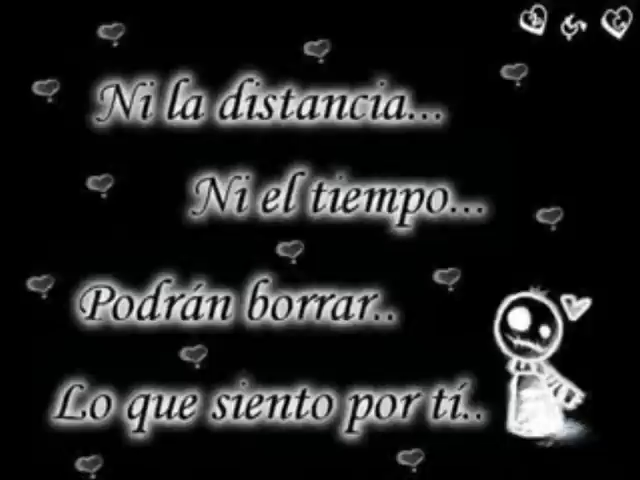 Ni la distancia...
Ni el tiempo...
Podrán borrar..
Lo que siento por tí..